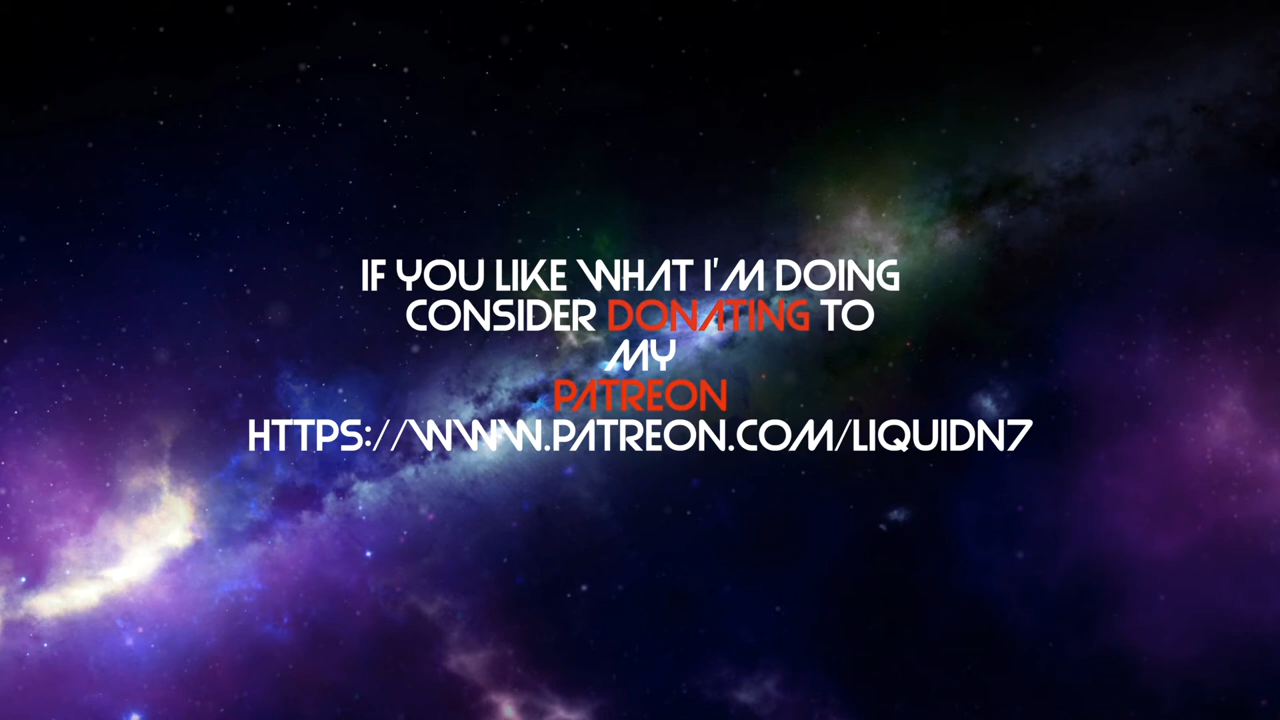 IF YOU LIKE WHAT I'M DOING
CONSIDER DONATING TO
MY
PATREON
HTTPS://WWW.PATREON.COM/LIQUIDN7